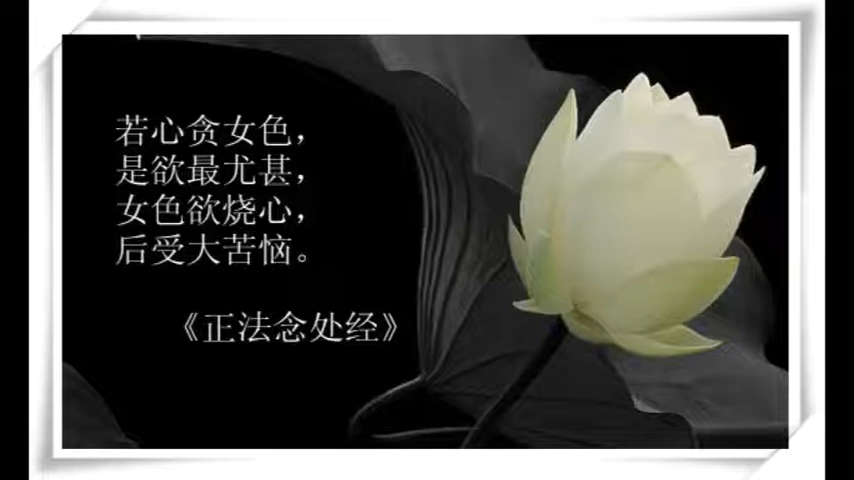 若心贪女色，
是欲最尤甚，
女色欲烧心，
后受大苦恼。
《正法念处经》